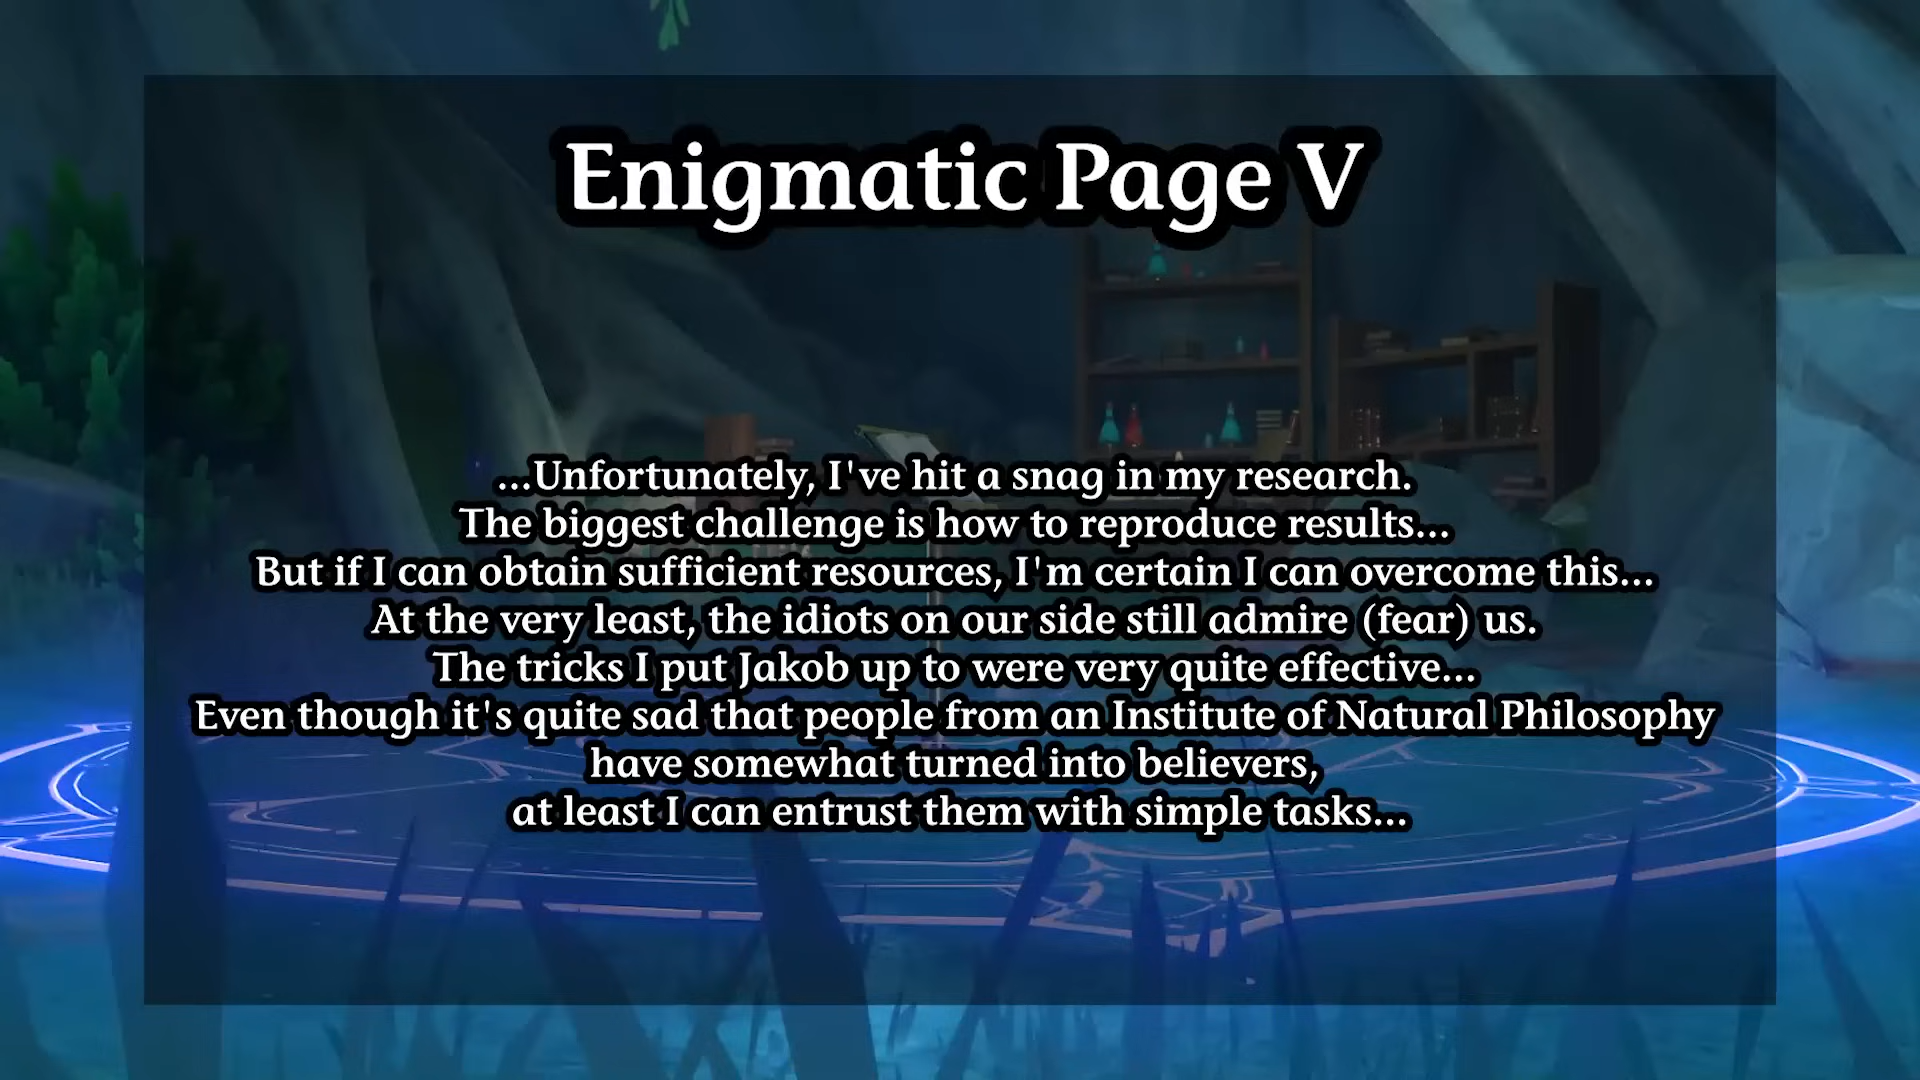 Enigmatic Page V
...Unfortunately, I've hit a snag in my research.
The biggest challenge is how to reproduce results...
But if I can obtain sufficient resources, I'm certain I can overcome this...
At the very least, the idiots on our side still admire (fear) us.
The tricks I put Jakob up to were very quite effective...
Even though it's quite sad that people from an Institute of Natural Philosophy
have somewhat turned into believers,
at least I can entrust them with simple tasks...